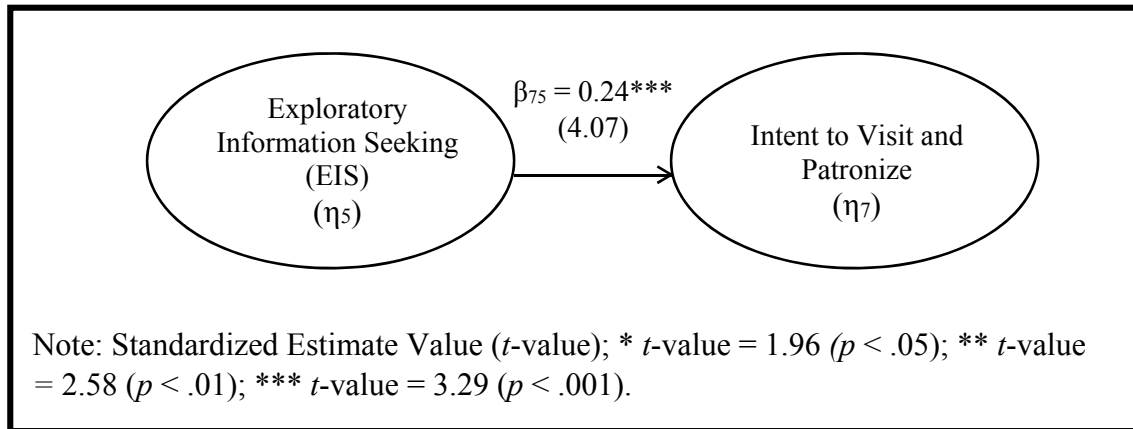 Exploratory
Information Seeking
(EIS)
(η5)
β75 = 0.24***
(4.07)
Intent to Visit and
Patronize
(η7)
Note: Standardized Estimate Value (t-value); * t-value = 1.96 (p < .05); ** t-value
= 2.58 (p < .01); *** t-value = 3.29 (p < .001).